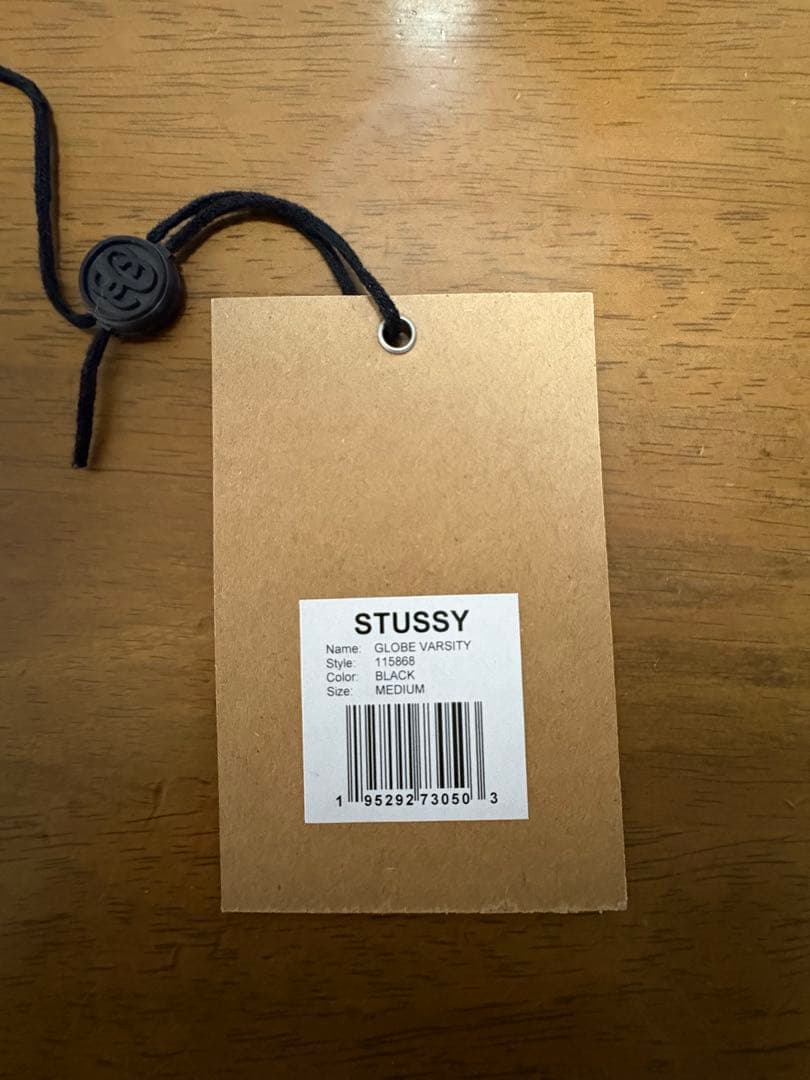 STUSSY
Name: GLOBE VARSITY
Style: 115868
Color: BLACK
Size: MEDIUM
1 95292 73050 3